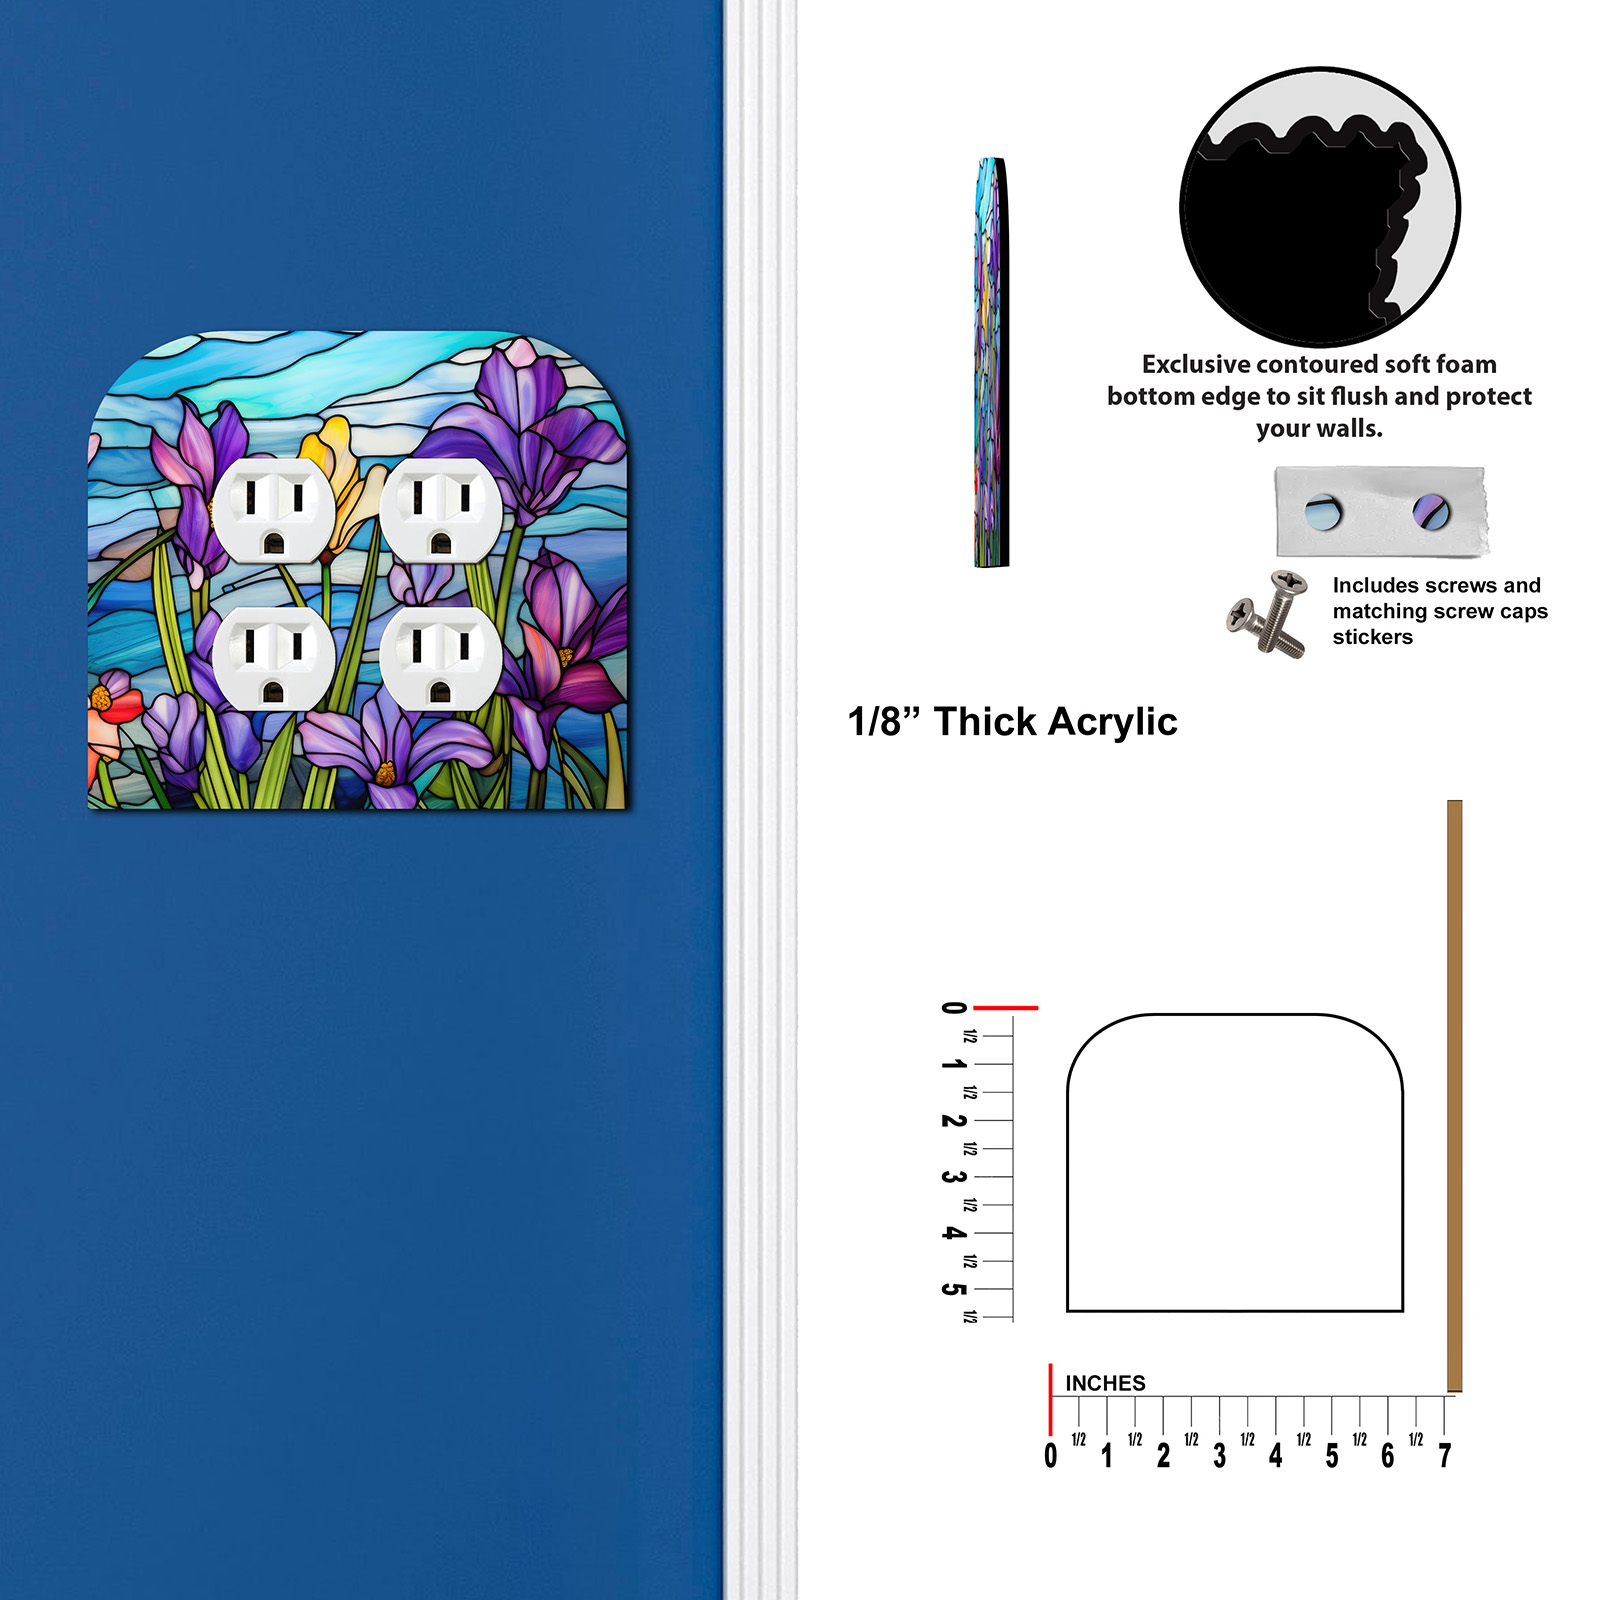 Exclusive contoured soft foam
bottom edge to sit flush and protect
your walls.
Includes screws and
matching screw caps
stickers
1/8” Thick Acrylic
0
1/2
1
1/2
2
1/2
3
1/2
4
1/2
5
1/2
INCHES
0 1/2 1 1/2 2 1/2 3 1/2 4 1/2 5 1/2 6 1/2 7